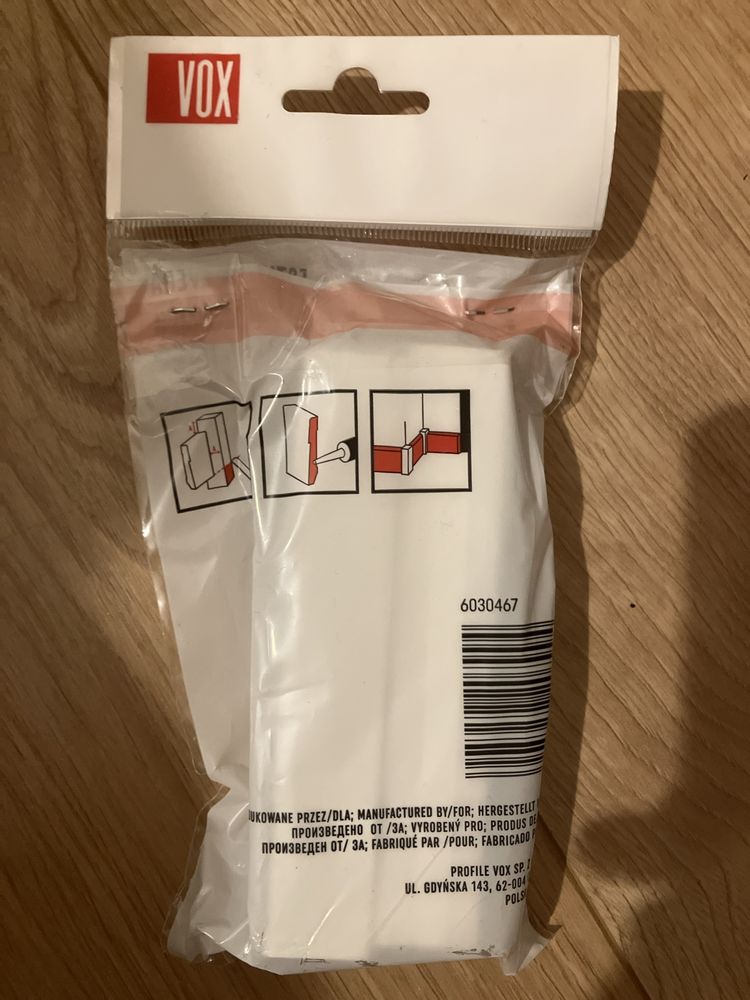 VOX
6030467
PRZEZ/DLA; MANUFACTURED BY/FOR; HERGESTELLT
ПРОИЗВЕДЕНО ОТ /ЗА; VYROBENÝ PRO; PRODUS DE
ПРОИЗВЕДЕН ОТ/ ЗА; FABRIQUÉ PAR /POUR; FABRICADO
PROFILE VOX SP.
UL. GDYŃSKA 143, 62-004